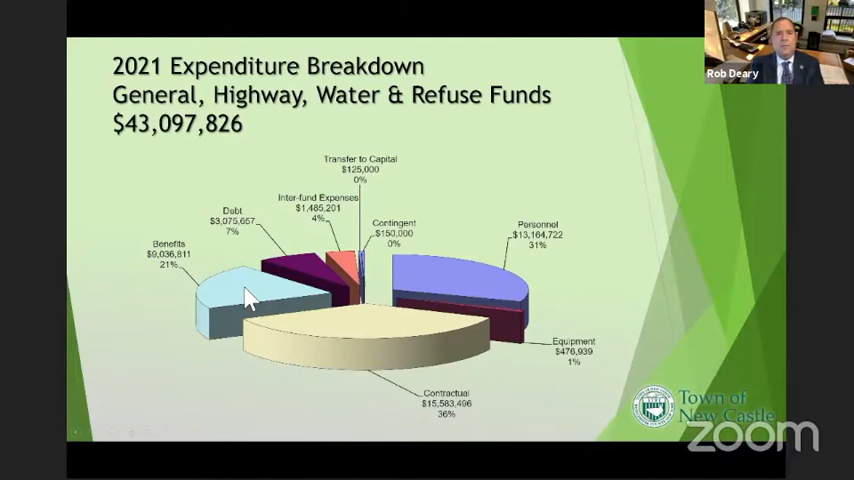 2021 Expenditure Breakdown
General, Highway, Water & Refuse Funds
$43,097,826
Rob Deary
Transfer to Capital
$125,000
0%
Inter-fund Expenses
$1,485,201
4%
Contingent
$150,000
0%
Debt
$3,075,657
7%
Personnel
$13,164,722
31%
Benefits
$9,036,811
21%
Equipment
$476,939
1%
Contractual
$15,583,496
36%
Town of
New Castle
zoom